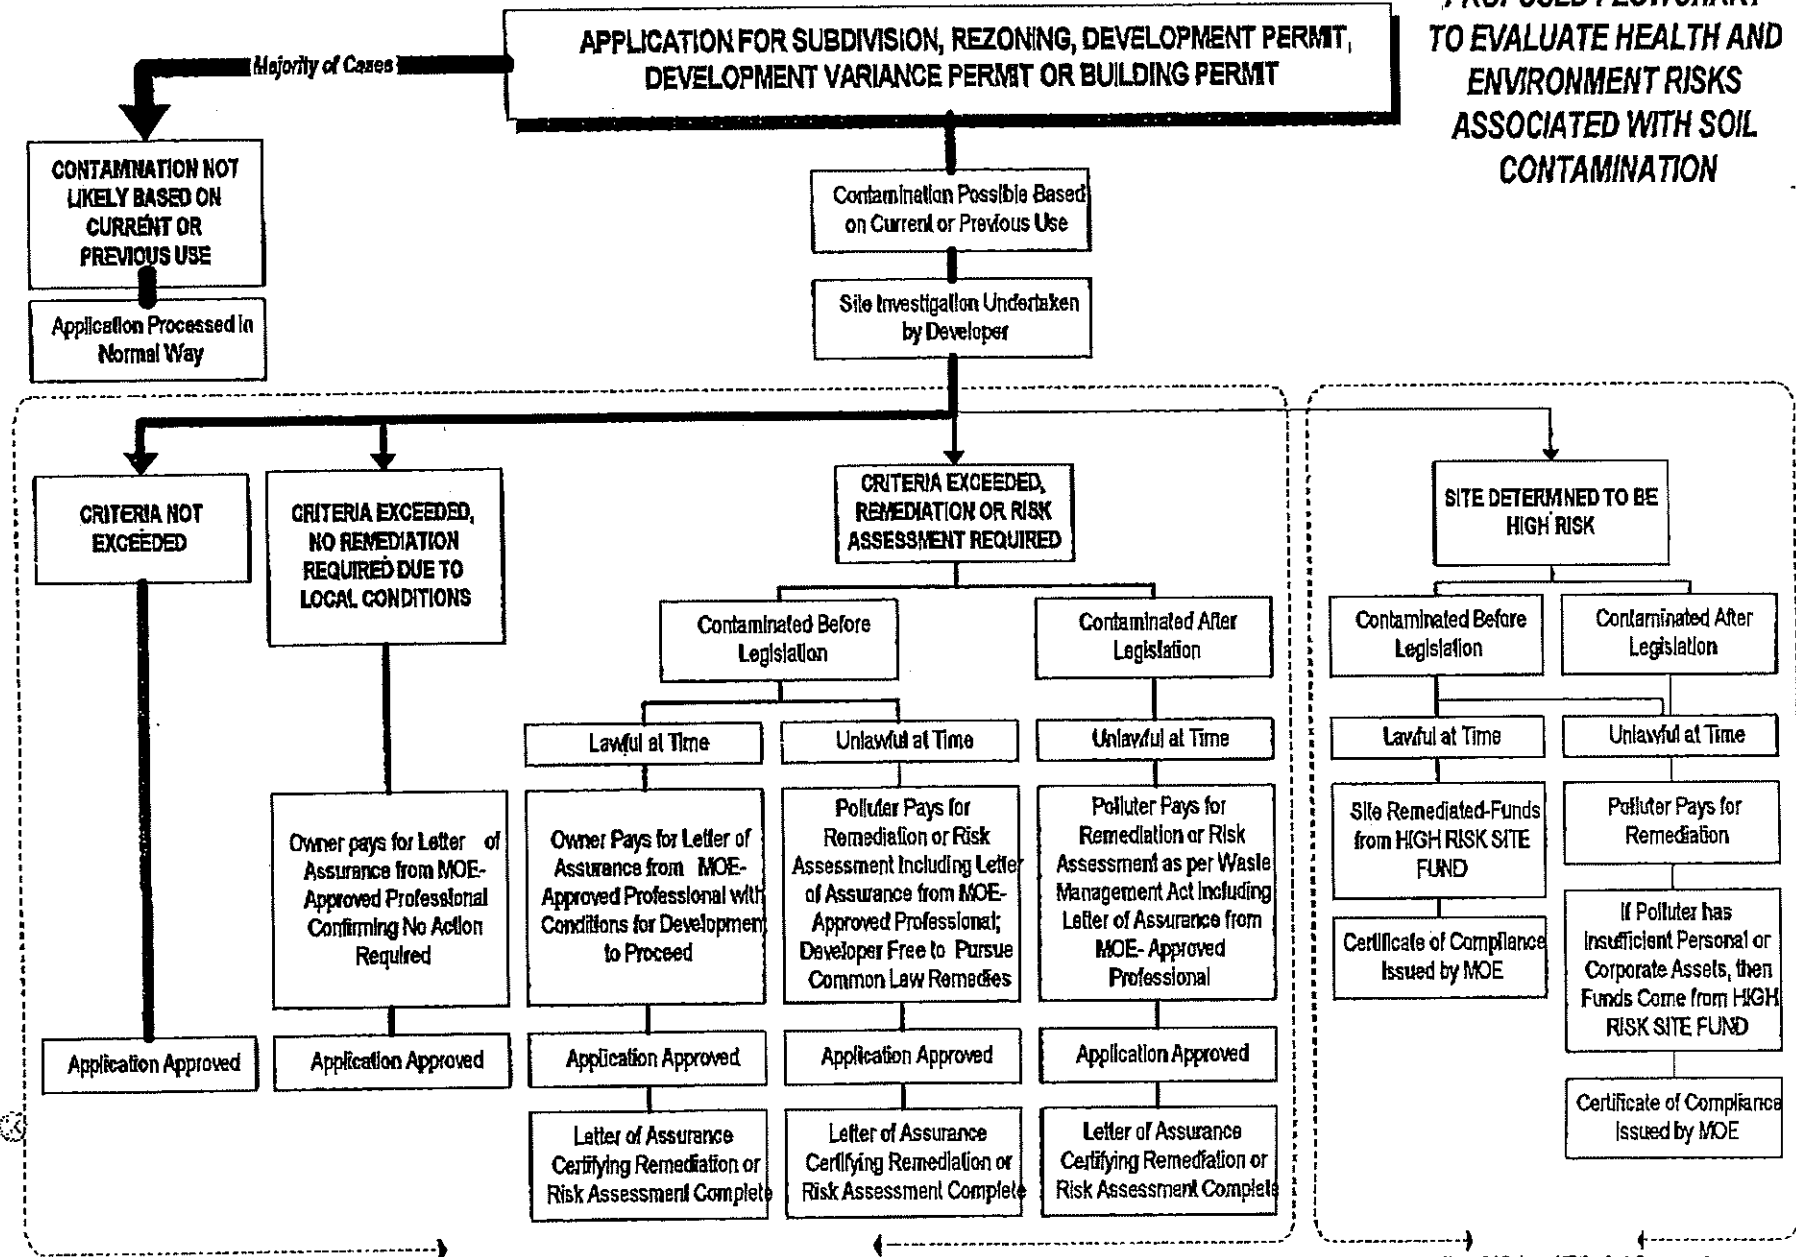 PROPOSED FLOWCHART
TO EVALUATE HEALTH AND
ENVIRONMENT RISKS
ASSOCIATED WITH SOIL
CONTAMINATION
APPLICATION FOR SUBDIVISION, REZONING, DEVELOPMENT PERMIT,
DEVELOPMENT VARIANCE PERMIT OR BUILDING PERMIT
Majority of Cases
CONTAMINATION NOT
LIKELY BASED ON
CURRENT OR
PREVIOUS USE
Application Processed in
Normal Way
Contamination Possible Based
on Current or Previous Use
Site Investigation Undertaken
by Developer
CRITERIA NOT
EXCEEDED
Application Approved
CRITERIA EXCEEDED,
NO REMEDIATION
REQUIRED DUE TO
LOCAL CONDITIONS
Owner pays for Letter of
Assurance from MOE-
Approved Professional
Confirming No Action
Required
Application Approved
CRITERIA EXCEEDED,
REMEDIATION OR RISK
ASSESSMENT REQUIRED
Contaminated Before
Legislation
Lawful at Time
Owner Pays for Letter of
Assurance from MOE-
Approved Professional with
Conditions for Development
to Proceed
Application Approved
Letter of Assurance
Certifying Remediation or
Risk Assessment Complete
Unlawful at Time
Polluter Pays for
Remediation or Risk
Assessment Including Letter
of Assurance from MOE-
Approved Professional;
Developer Free to Pursue
Common Law Remedies
Application Approved
Letter of Assurance
Certifying Remediation or
Risk Assessment Complete
Contaminated After
Legislation
Unlawful at Time
Polluter Pays for
Remediation or Risk
Assessment as per Waste
Management Act Including
Letter of Assurance from
MOE- Approved
Professional
Application Approved
Letter of Assurance
Certifying Remediation or
Risk Assessment Complete
SITE DETERMINED TO BE
HIGH RISK
Contaminated Before
Legislation
Lawful at Time
Site Remediated-Funds
from HIGH RISK SITE
FUND
Certificate of Compliance
Issued by MOE
Contaminated After
Legislation
Unlawful at Time
Polluter Pays for
Remediation
If Polluter has
Insufficient Personal or
Corporate Assets, then
Funds Come from HIGH
RISK SITE FUND
Certificate of Compliance
Issued by MOE